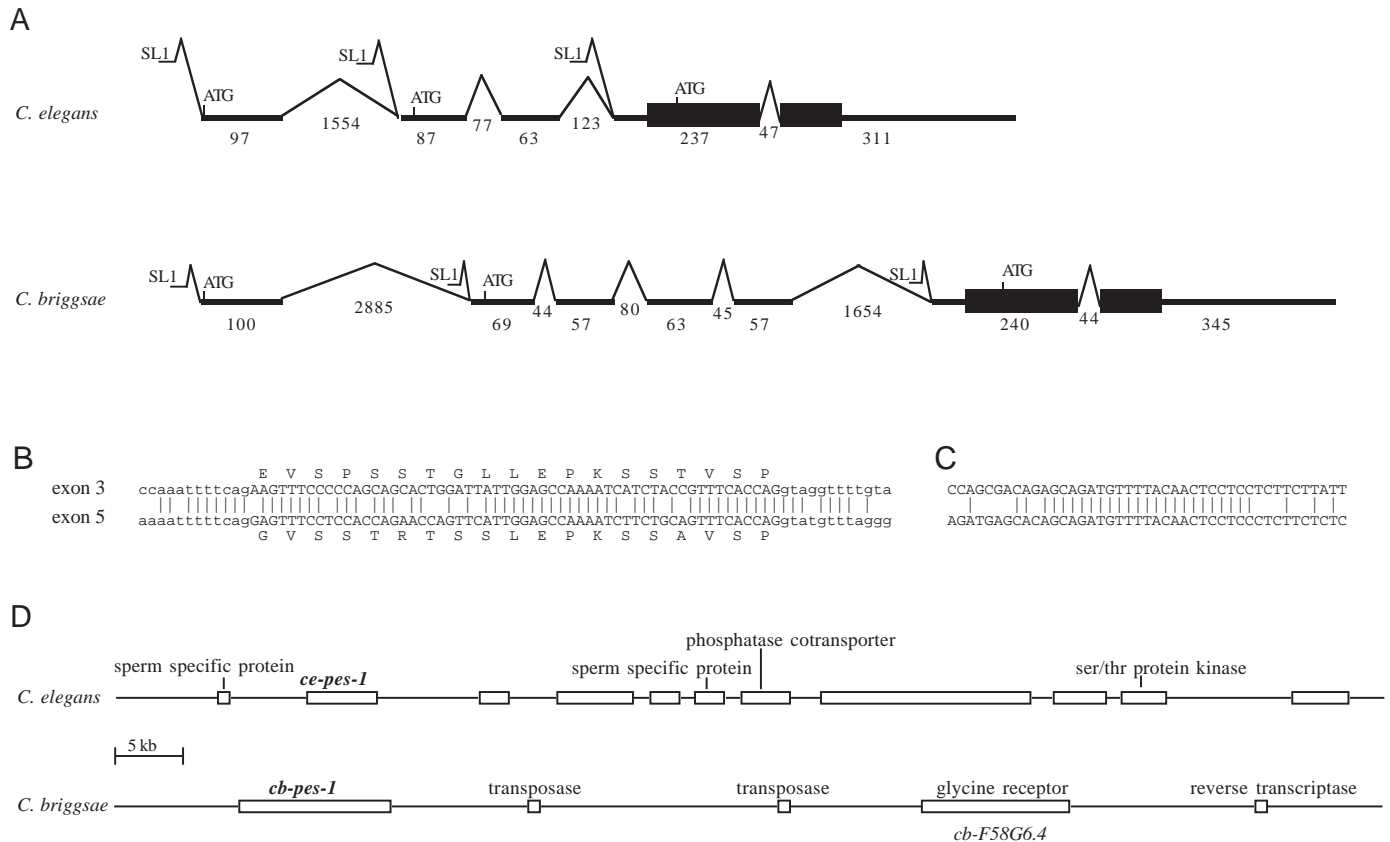 A
SL1 SL1 SL1
ATG ATG ATG
C. elegans
97 1554 87 77 63 123 237 47 311
SL1 SL1 SL1
ATG ATG ATG
C. briggsae
100 2885 69 44 57 80 63 45 57 1654 240 44 345
B
E V S P S S T G L L E P K S S T V S P
exon 3 ccaaattttcagAAGTTTCCCCCAGCAGCACTGGATTATTGGAGCCAAAATCATCTACCGTTTCACCAGgtaggttttgta
exon 5 aaaatttttcagGAGTTTCCTCCACCAGAACCAGTTCATTGGAGCCAAAATCTTCTGCAGTTTCACCAGgtatgtttaggg
G V S S T R T S S L E P K S S A V S P
C
CCAGCGACAGAGCAGATGTTTTACAACTCCTCCTCTTCTTATT
AGATGAGCACAGCAGATGTTTTACAACTCCTCCCTCTTCTCTC
D
phosphatase cotransporter
sperm specific protein ce-pes-1 sperm specific protein ser/thr protein kinase
C. elegans
5 kb
cb-pes-1 transposase transposase glycine receptor reverse transcriptase
C. briggsae
cb-F58G6.4